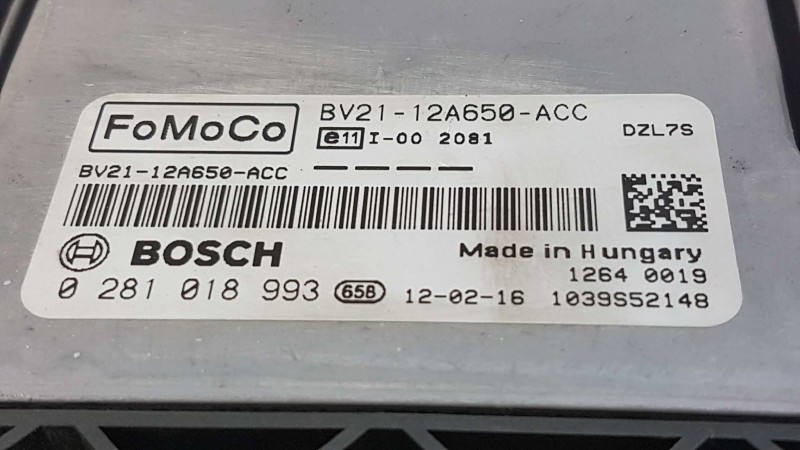 FoMoCo
BV21-12A650-ACC
e11 I-00 2081
DZL7S
BV21-12A650-ACC
BOSCH
Made in Hungary
1264 0019
0 281 018 993 658 12-02-16 1039S52148